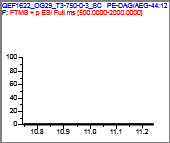 QEF1622_OG29_T3-750-0-3_SC PE-DAG/AEG-44:12
F: FTMS + p ESI Full ms [500.0000-2000.0000]
100
80
60
40
20
0
10.8 10.9 11.0 11.1 11.2